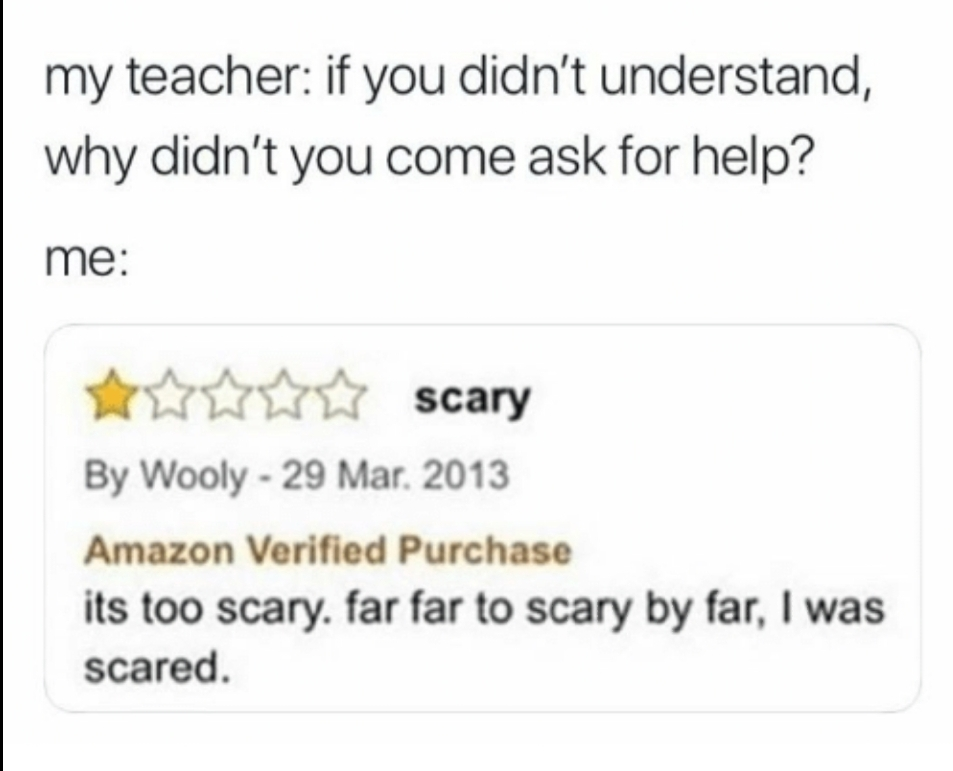 my teacher: if you didn't understand,
why didn't you come ask for help?
me:
scary
By Wooly - 29 Mar. 2013
Amazon Verified Purchase
its too scary. far far to scary by far, I was
scared.